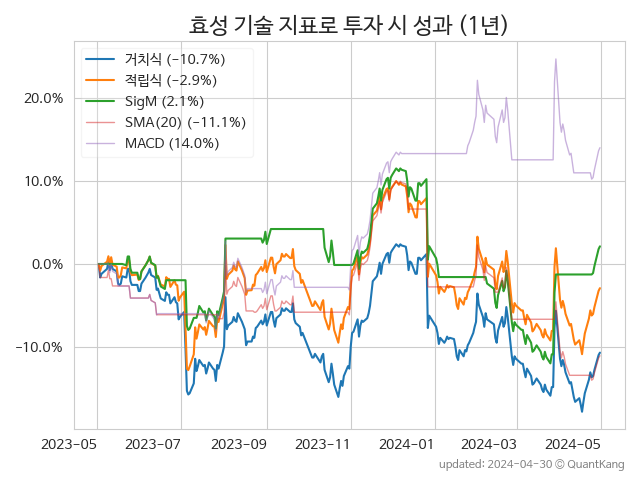 효성 기술 지표로 투자 시 성과 (1년)
거치식 (−10.7%)
적립식 (−2.9%)
SigM (2.1%)
SMA(20) (−11.1%)
MACD (14.0%)
20.0%
10.0%
0.0%
−10.0%
2023-05 2023-07 2023-09 2023-11 2024-01 2024-03 2024-05
updated: 2024-04-30 © QuantKang